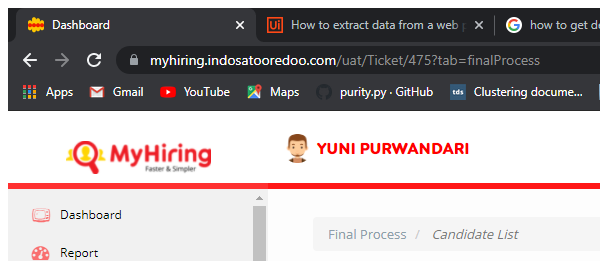 Dashboard
How to extract data from a web p
how to get d
myhiring.indosatooredoo.com/uat/Ticket/475?tab=finalProcess
Apps Gmail YouTube Maps purity.py · GitHub Clustering docume...
MyHiring
Faster & Simpler
YUNI PURWANDARI
Dashboard
Final Process / Candidate List
Report